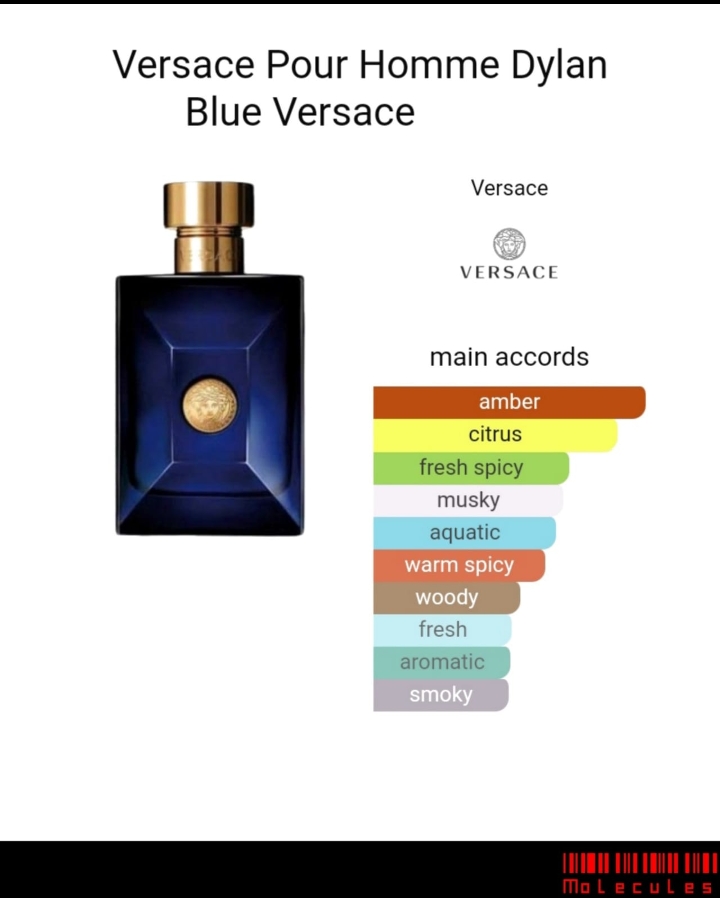 Versace Pour Homme Dylan
Blue Versace
Versace
VERSACE
main accords
amber
citrus
fresh spicy
musky
aquatic
warm spicy
woody
fresh
aromatic
smoky
Molecules